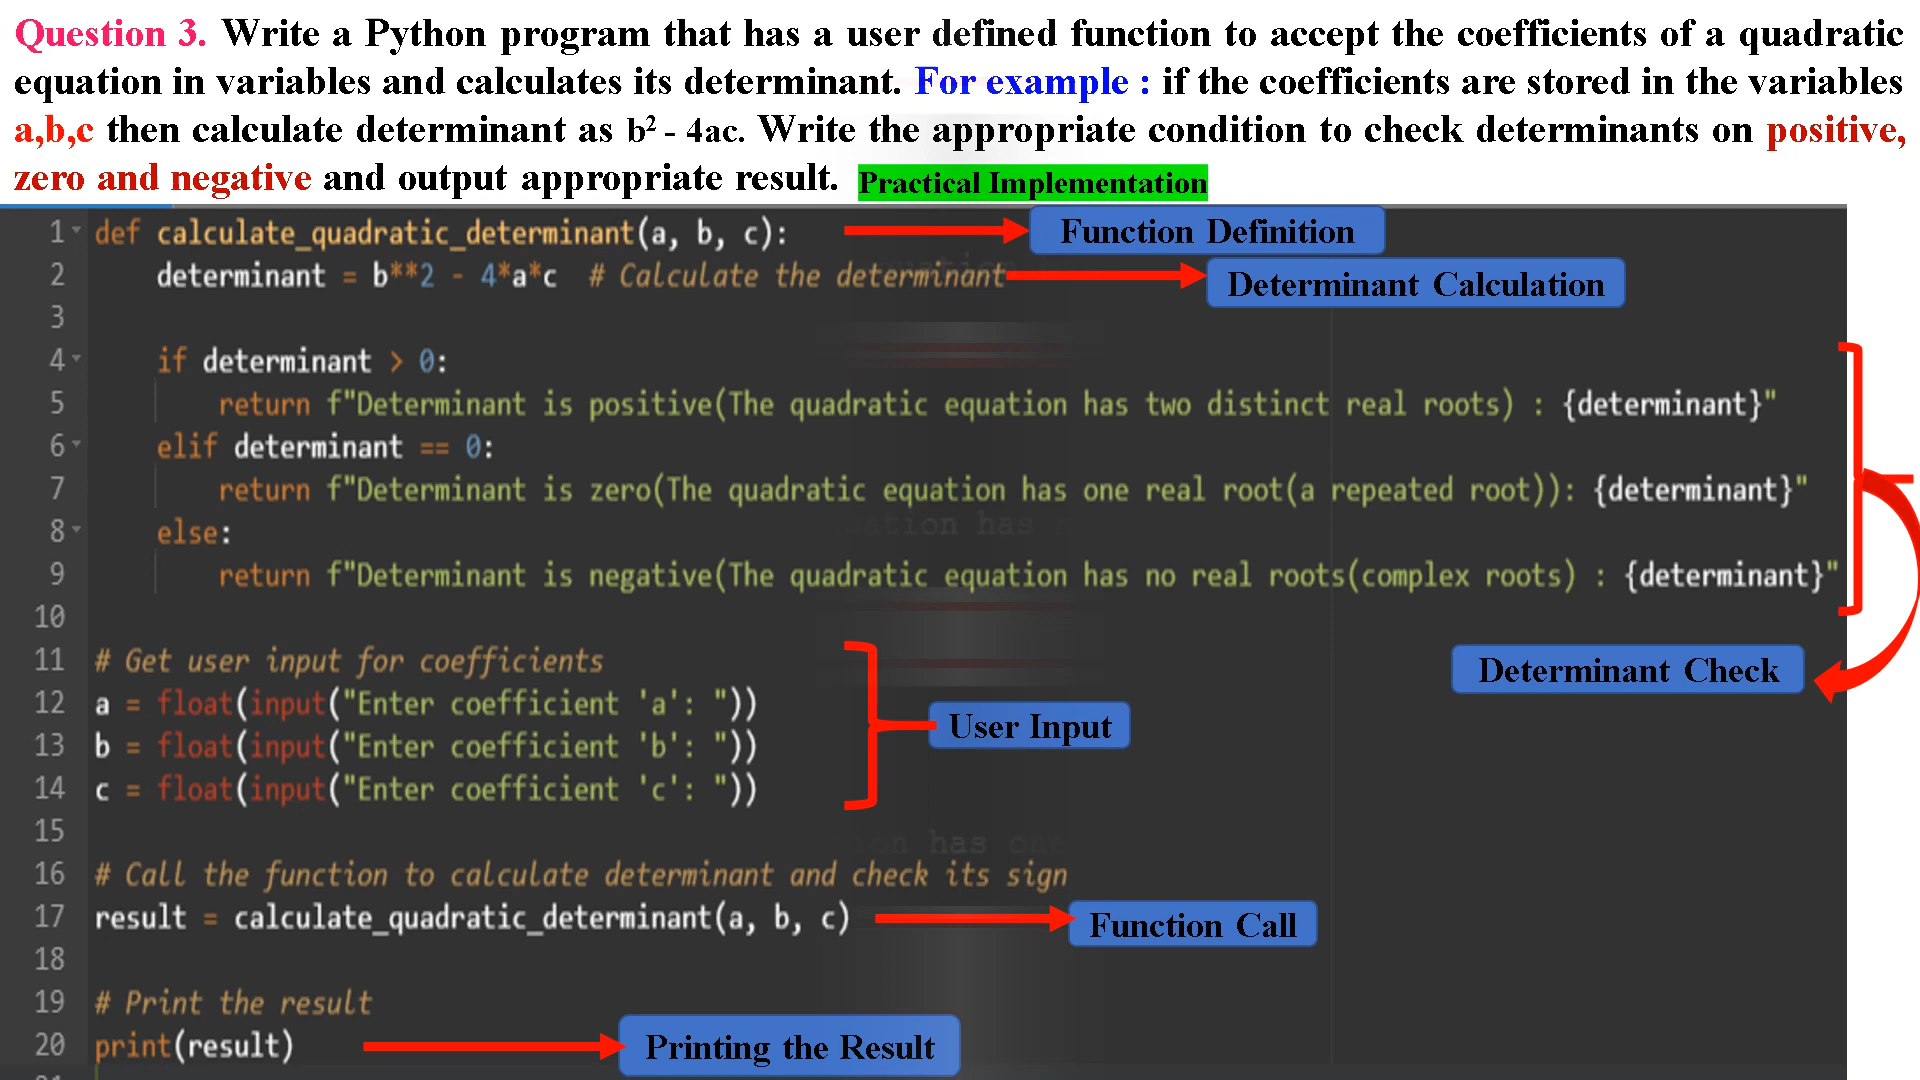 Question 3. Write a Python program that has a user defined function to accept the coefficients of a quadratic
equation in variables and calculates its determinant. For example : if the coefficients are stored in the variables
a,b,c then calculate determinant as b² - 4ac. Write the appropriate condition to check determinants on positive,
zero and negative and output appropriate result. Practical Implementation
1 def calculate_quadratic_determinant(a, b, c): Function Definition
2 determinant = b**2 - 4*a*c # Calculate the determinant Determinant Calculation
3
4 if determinant > 0:
5 return f"Determinant is positive(The quadratic equation has two distinct real roots) : {determinant}"
6 elif determinant == 0:
7 return f"Determinant is zero(The quadratic equation has one real root(a repeated root)): {determinant}"
8 else:
9 return f"Determinant is negative(The quadratic equation has no real roots(complex roots) : {determinant}"
10
11 # Get user input for coefficients
Determinant Check
12 a = float(input("Enter coefficient 'a': "))
User Input
13 b = float(input("Enter coefficient 'b': "))
14 c = float(input("Enter coefficient 'c': "))
15
16 # Call the function to calculate determinant and check its sign
17 result = calculate_quadratic_determinant(a, b, c) Function Call
18
19 # Print the result
20 print(result) Printing the Result